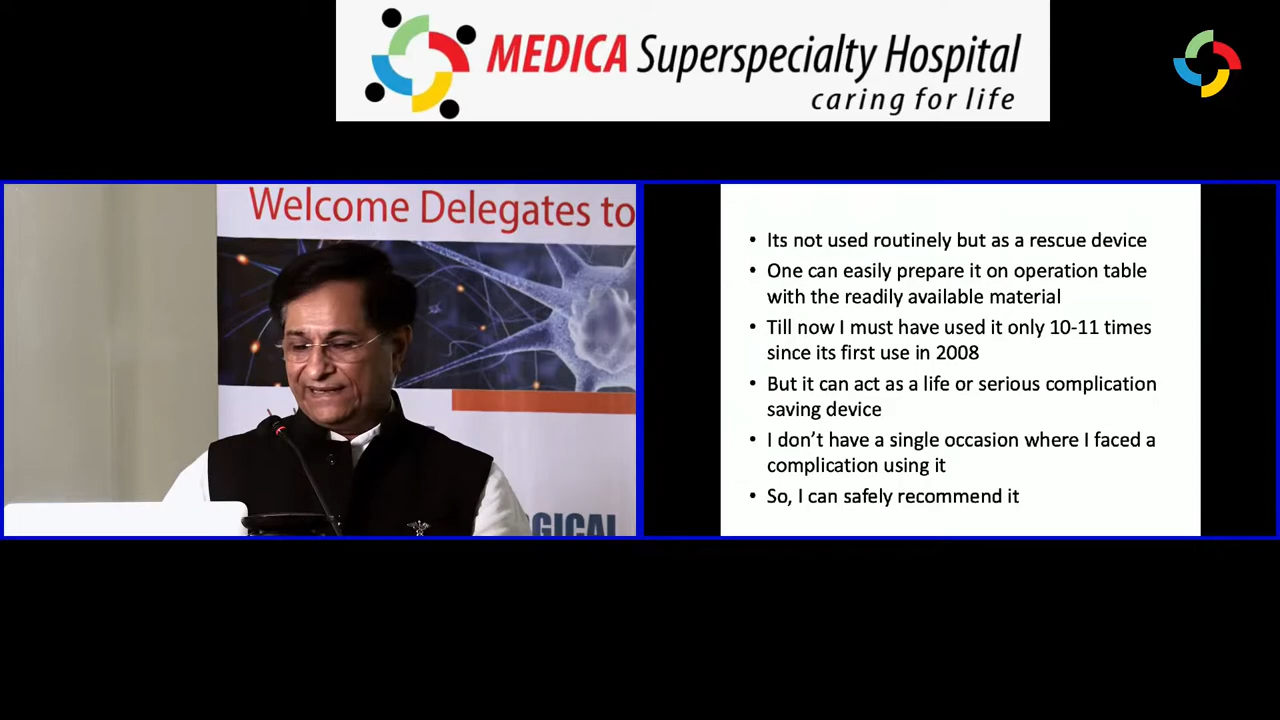 MEDICA Superspecialty Hospital
caring for life
Welcome Delegates to
GICAL
• Its not used routinely but as a rescue device
• One can easily prepare it on operation table
with the readily available material
• Till now I must have used it only 10-11 times
since its first use in 2008
• But it can act as a life or serious complication
saving device
• I don’t have a single occasion where I faced a
complication using it
• So, I can safely recommend it